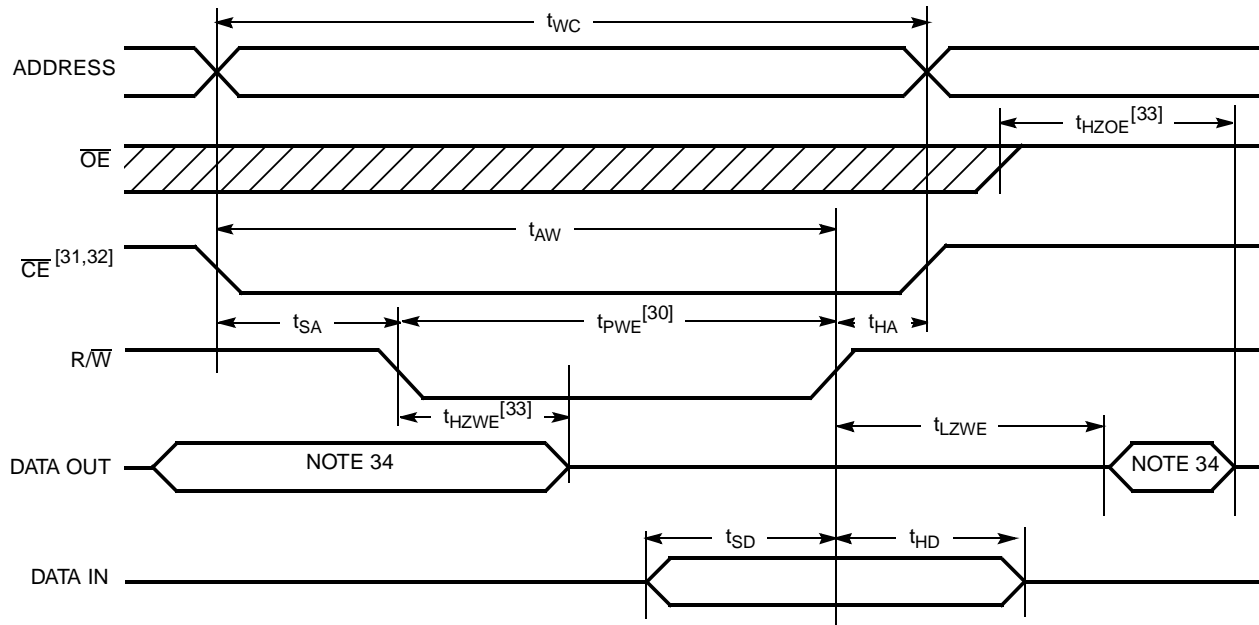 tWC
ADDRESS
tHZOE[33]
OE
tAW
CE [31,32]
tSA
tPWE[30]
tHA
R/W
tHZWE[33]
tLZWE
DATA OUT
NOTE 34
NOTE 34
tSD
tHD
DATA IN